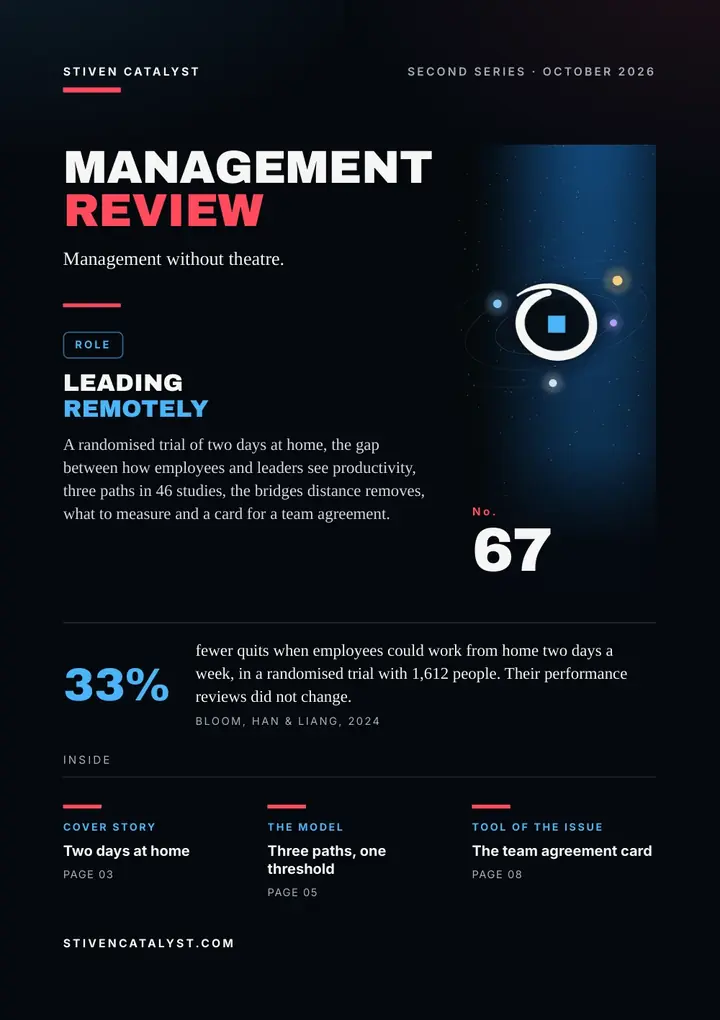 STIVEN CATALYST
SECOND SERIES · OCTOBER 2026
MANAGEMENT
REVIEW
Management without theatre.
ROLE
LEADING
REMOTELY
A randomised trial of two days at home, the gap
between how employees and leaders see productivity,
three paths in 46 studies, the bridges distance removes,
what to measure and a card for a team agreement.
No.
67
33%
fewer quits when employees could work from home two days a
week, in a randomised trial with 1,612 people. Their performance
reviews did not change.
BLOOM, HAN & LIANG, 2024
INSIDE
COVER STORY
Two days at home
PAGE 03
THE MODEL
Three paths, one
threshold
PAGE 05
TOOL OF THE ISSUE
The team agreement card
PAGE 08
STIVENCATALYST.COM